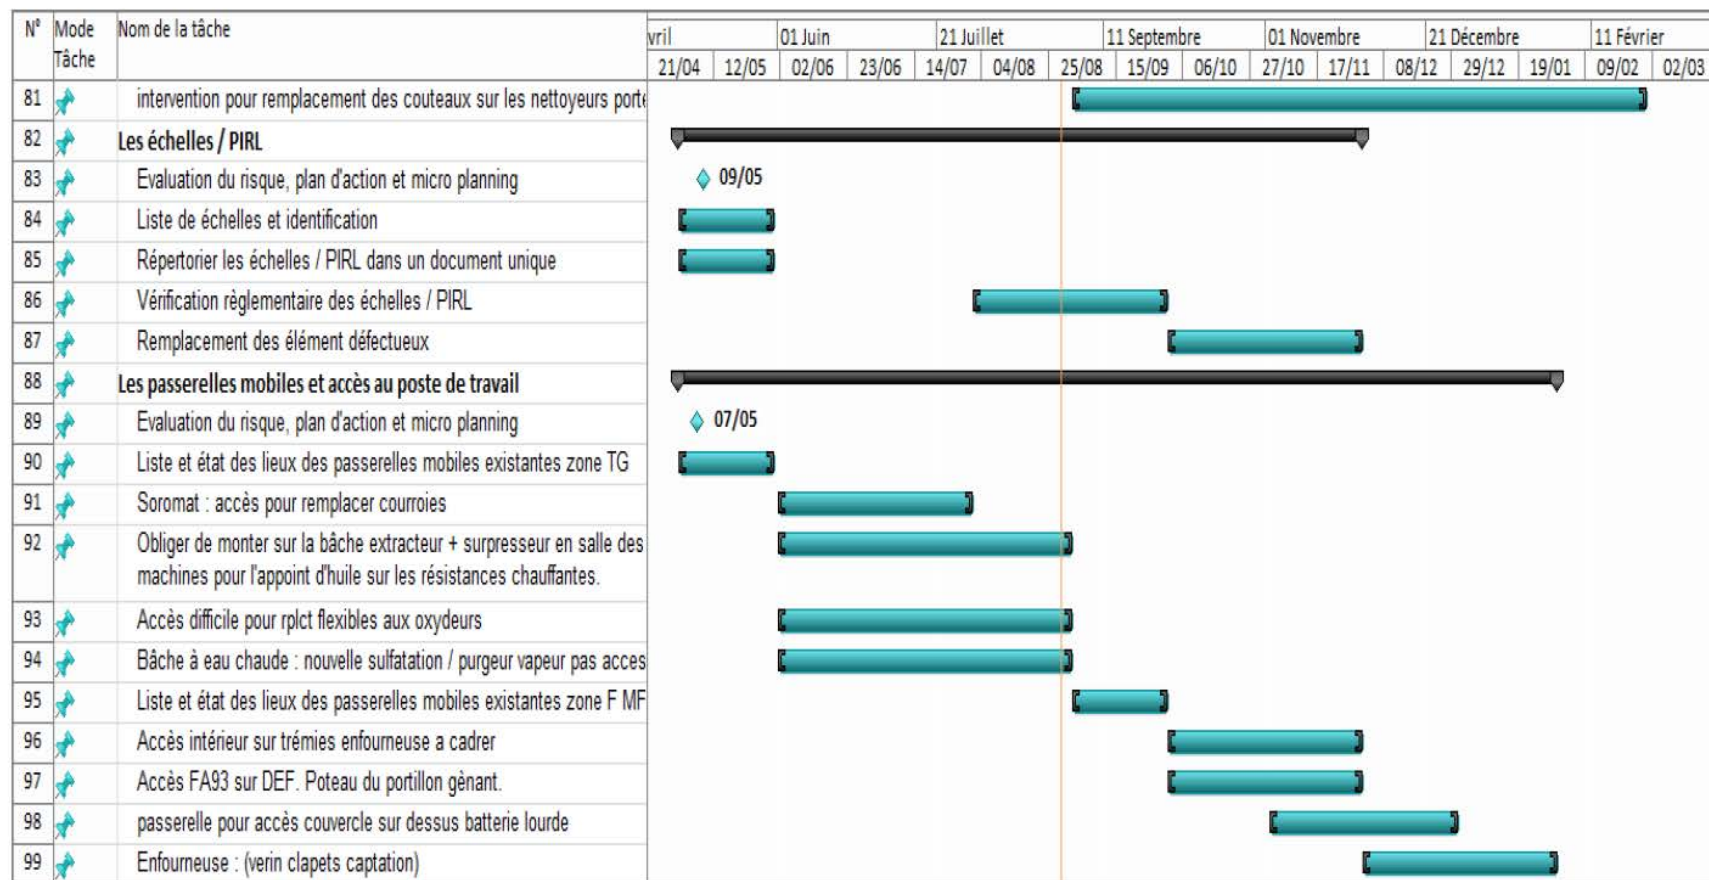 N° Mode Nom de la tâche
Tâche
vril 01 Juin 21 Juillet 11 Septembre 01 Novembre 21 Décembre 11 Février
21/04 12/05 02/06 23/06 14/07 04/08 25/08 15/09 06/10 27/10 17/11 08/12 29/12 19/01 09/02 02/03
81 intervention pour remplacement des couteaux sur les nettoyeurs porte
82 Les échelles / PIRL
83 Evaluation du risque, plan d'action et micro planning 09/05
84 Liste de échelles et identification
85 Répertorier les échelles / PIRL dans un document unique
86 Vérification règlementaire des échelles / PIRL
87 Remplacement des élément défectueux
88 Les passerelles mobiles et accès au poste de travail
89 Evaluation du risque, plan d'action et micro planning 07/05
90 Liste et état des lieux des passerelles mobiles existantes zone TG
91 Soromat : accès pour remplacer courroies
92 Obliger de monter sur la bâche extracteur + surpresseur en salle des
machines pour l'appoint d'huile sur les résistances chauffantes.
93 Accès difficile pour rplct flexibles aux oxydeurs
94 Bâche à eau chaude : nouvelle sulfatation / purgeur vapeur pas acces
95 Liste et état des lieux des passerelles mobiles existantes zone F MF
96 Accès intérieur sur trémies enfourneuse a cadrer
97 Accès FA93 sur DEF. Poteau du portillon gènant.
98 passerelle pour accès couvercle sur dessus batterie lourde
99 Enfourneuse : (verin clapets captation)